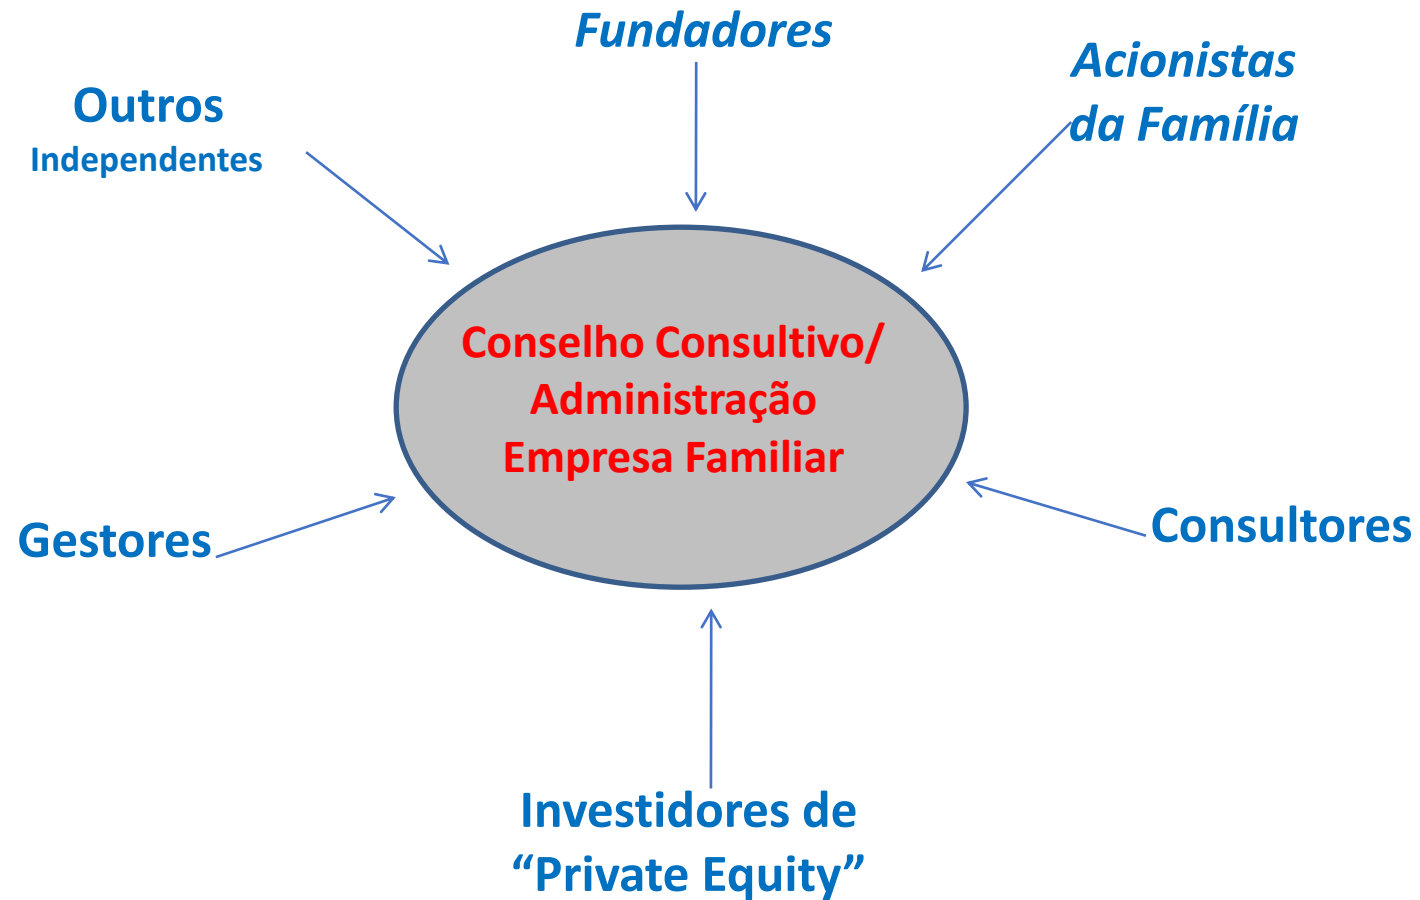 Fundadores
Acionistas
da Família
Outros
Independentes
Conselho Consultivo/
Administração
Empresa Familiar
Gestores
Consultores
Investidores de
“Private Equity”